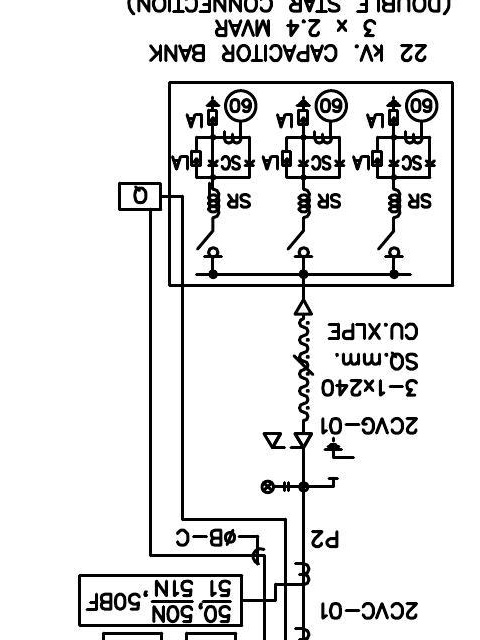 2CVC-01
50,50N ,50BF
51 51N
P2 øB-C
2CVG-01
3-1x240
SQ.mm.
CU.XLPE
SR SR SR Q
SC LA SC LA SC LA
60 LA 60 LA 60 LA
22 kV. CAPACITOR BANK
3 x 2.4 MVAR
(DOUBLE STAR CONNECTION)